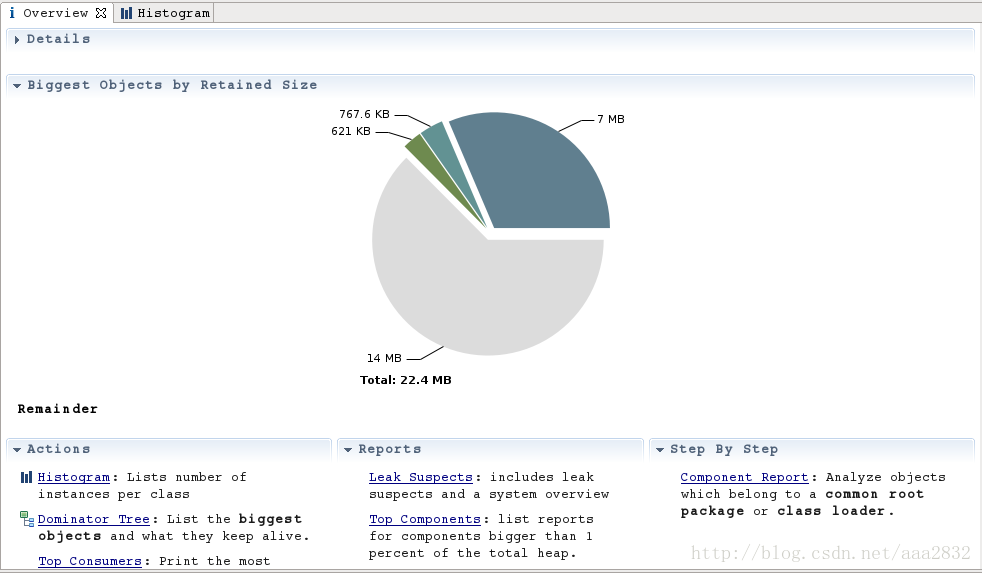 Overview
Histogram
Details
Biggest Objects by Retained Size
767.6 KB
7 MB
621 KB
14 MB
Total: 22.4 MB
Remainder
Actions
Histogram: Lists number of
instances per class
Dominator Tree: List the biggest
objects and what they keep alive.
Top Consumers: Print the most
Reports
Leak Suspects: includes leak
suspects and a system overview
Top Components: list reports
for components bigger than 1
percent of the total heap.
Step By Step
Component Report: Analyze objects
which belong to a common root
package or class loader.
http://blog.csdn.net/aaa2832